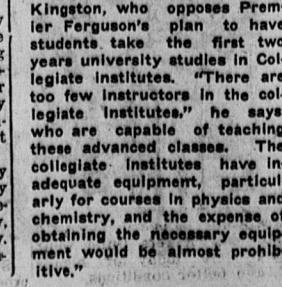 Kingston, who opposes Prem-
ier Ferguson's plan to have
students take the first two
years university studies in Col-
legiate institutes. "There are
too few instructors in the col-
legiate institutes," he says
who are capable of teaching
these advanced classes. The
collegiate institutes have in-
adequate equipment, particul-
arly for courses in physics and
chemistry, and the expense of
obtaining the necessary equip-
ment would be almost prohib-
itive."